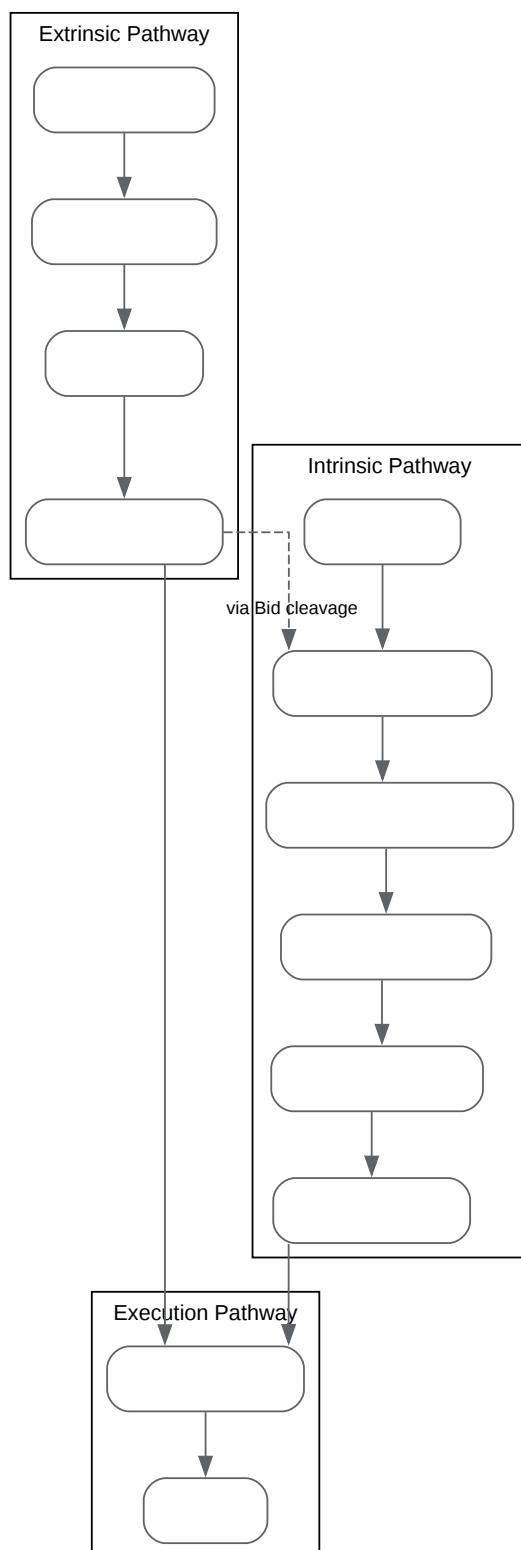 Extrinsic Pathway
Intrinsic Pathway
via Bid cleavage
Execution Pathway